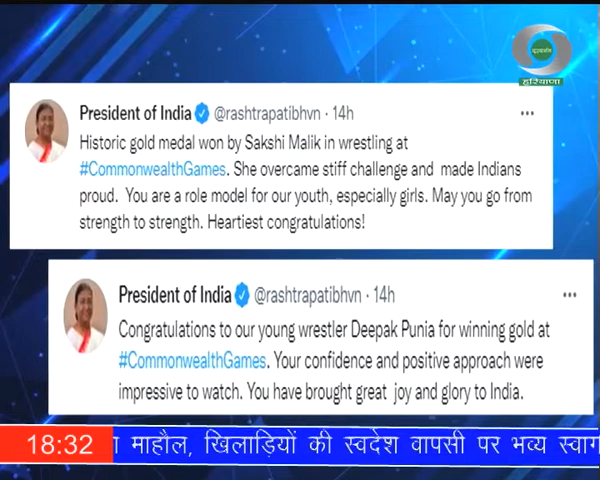 दूरदर्शन
हरियाणा
President of India @rashtrapatibhvn · 14h
Historic gold medal won by Sakshi Malik in wrestling at
#CommonwealthGames. She overcame stiff challenge and made Indians
proud. You are a role model for our youth, especially girls. May you go from
strength to strength. Heartiest congratulations!
President of India @rashtrapatibhvn · 14h
Congratulations to our young wrestler Deepak Punia for winning gold at
#CommonwealthGames. Your confidence and positive approach were
impressive to watch. You have brought great joy and glory to India.
18:32 माहौल, खिलाड़ियों की स्वदेश वापसी पर भव्य स्वाग